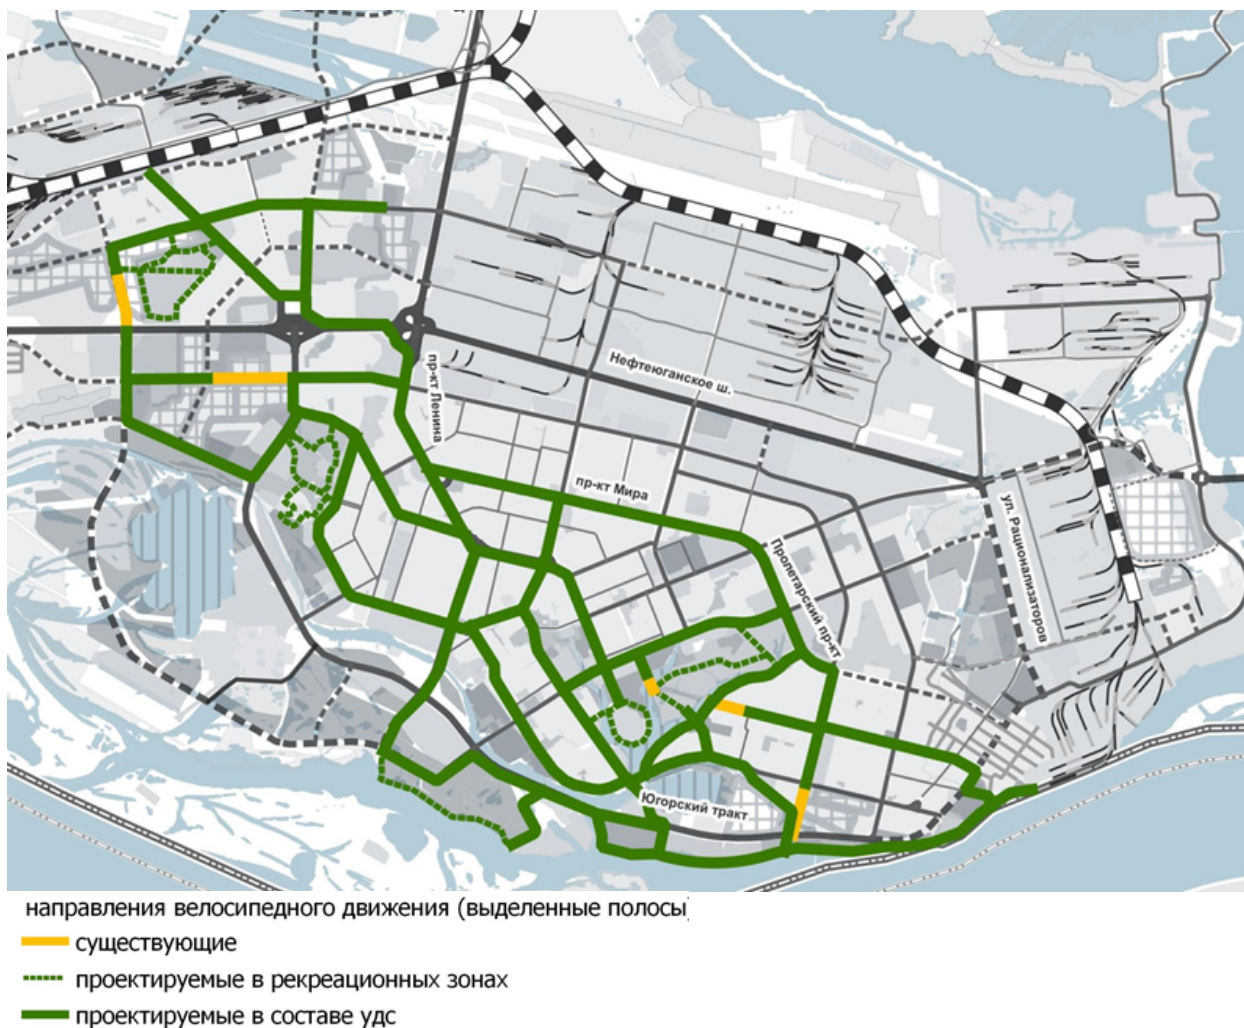 пр-кт Ленина
Нефтеюганское ш.
пр-кт Мира
ул. Рационализаторов
Пролетарский пр-кт
Югорский тракт
направления велосипедного движения (выделенные полосы)
существующие
проектируемые в рекреационных зонах
проектируемые в составе удс